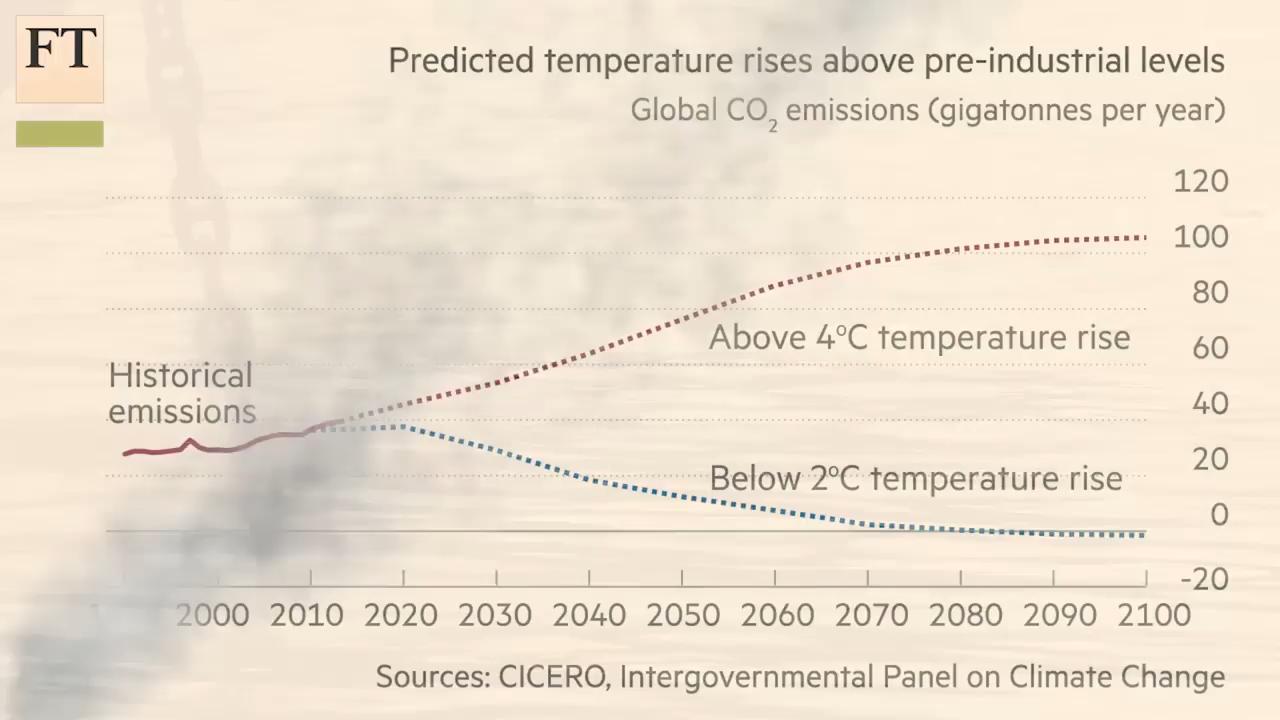 FT
Predicted temperature rises above pre-industrial levels
Global CO₂ emissions (gigatonnes per year)
120
100
80
Above 4ºC temperature rise
60
Historical
emissions
40
Below 2ºC temperature rise
20
0
-20
2000 2010 2020 2030 2040 2050 2060 2070 2080 2090 2100
Sources: CICERO, Intergovernmental Panel on Climate Change